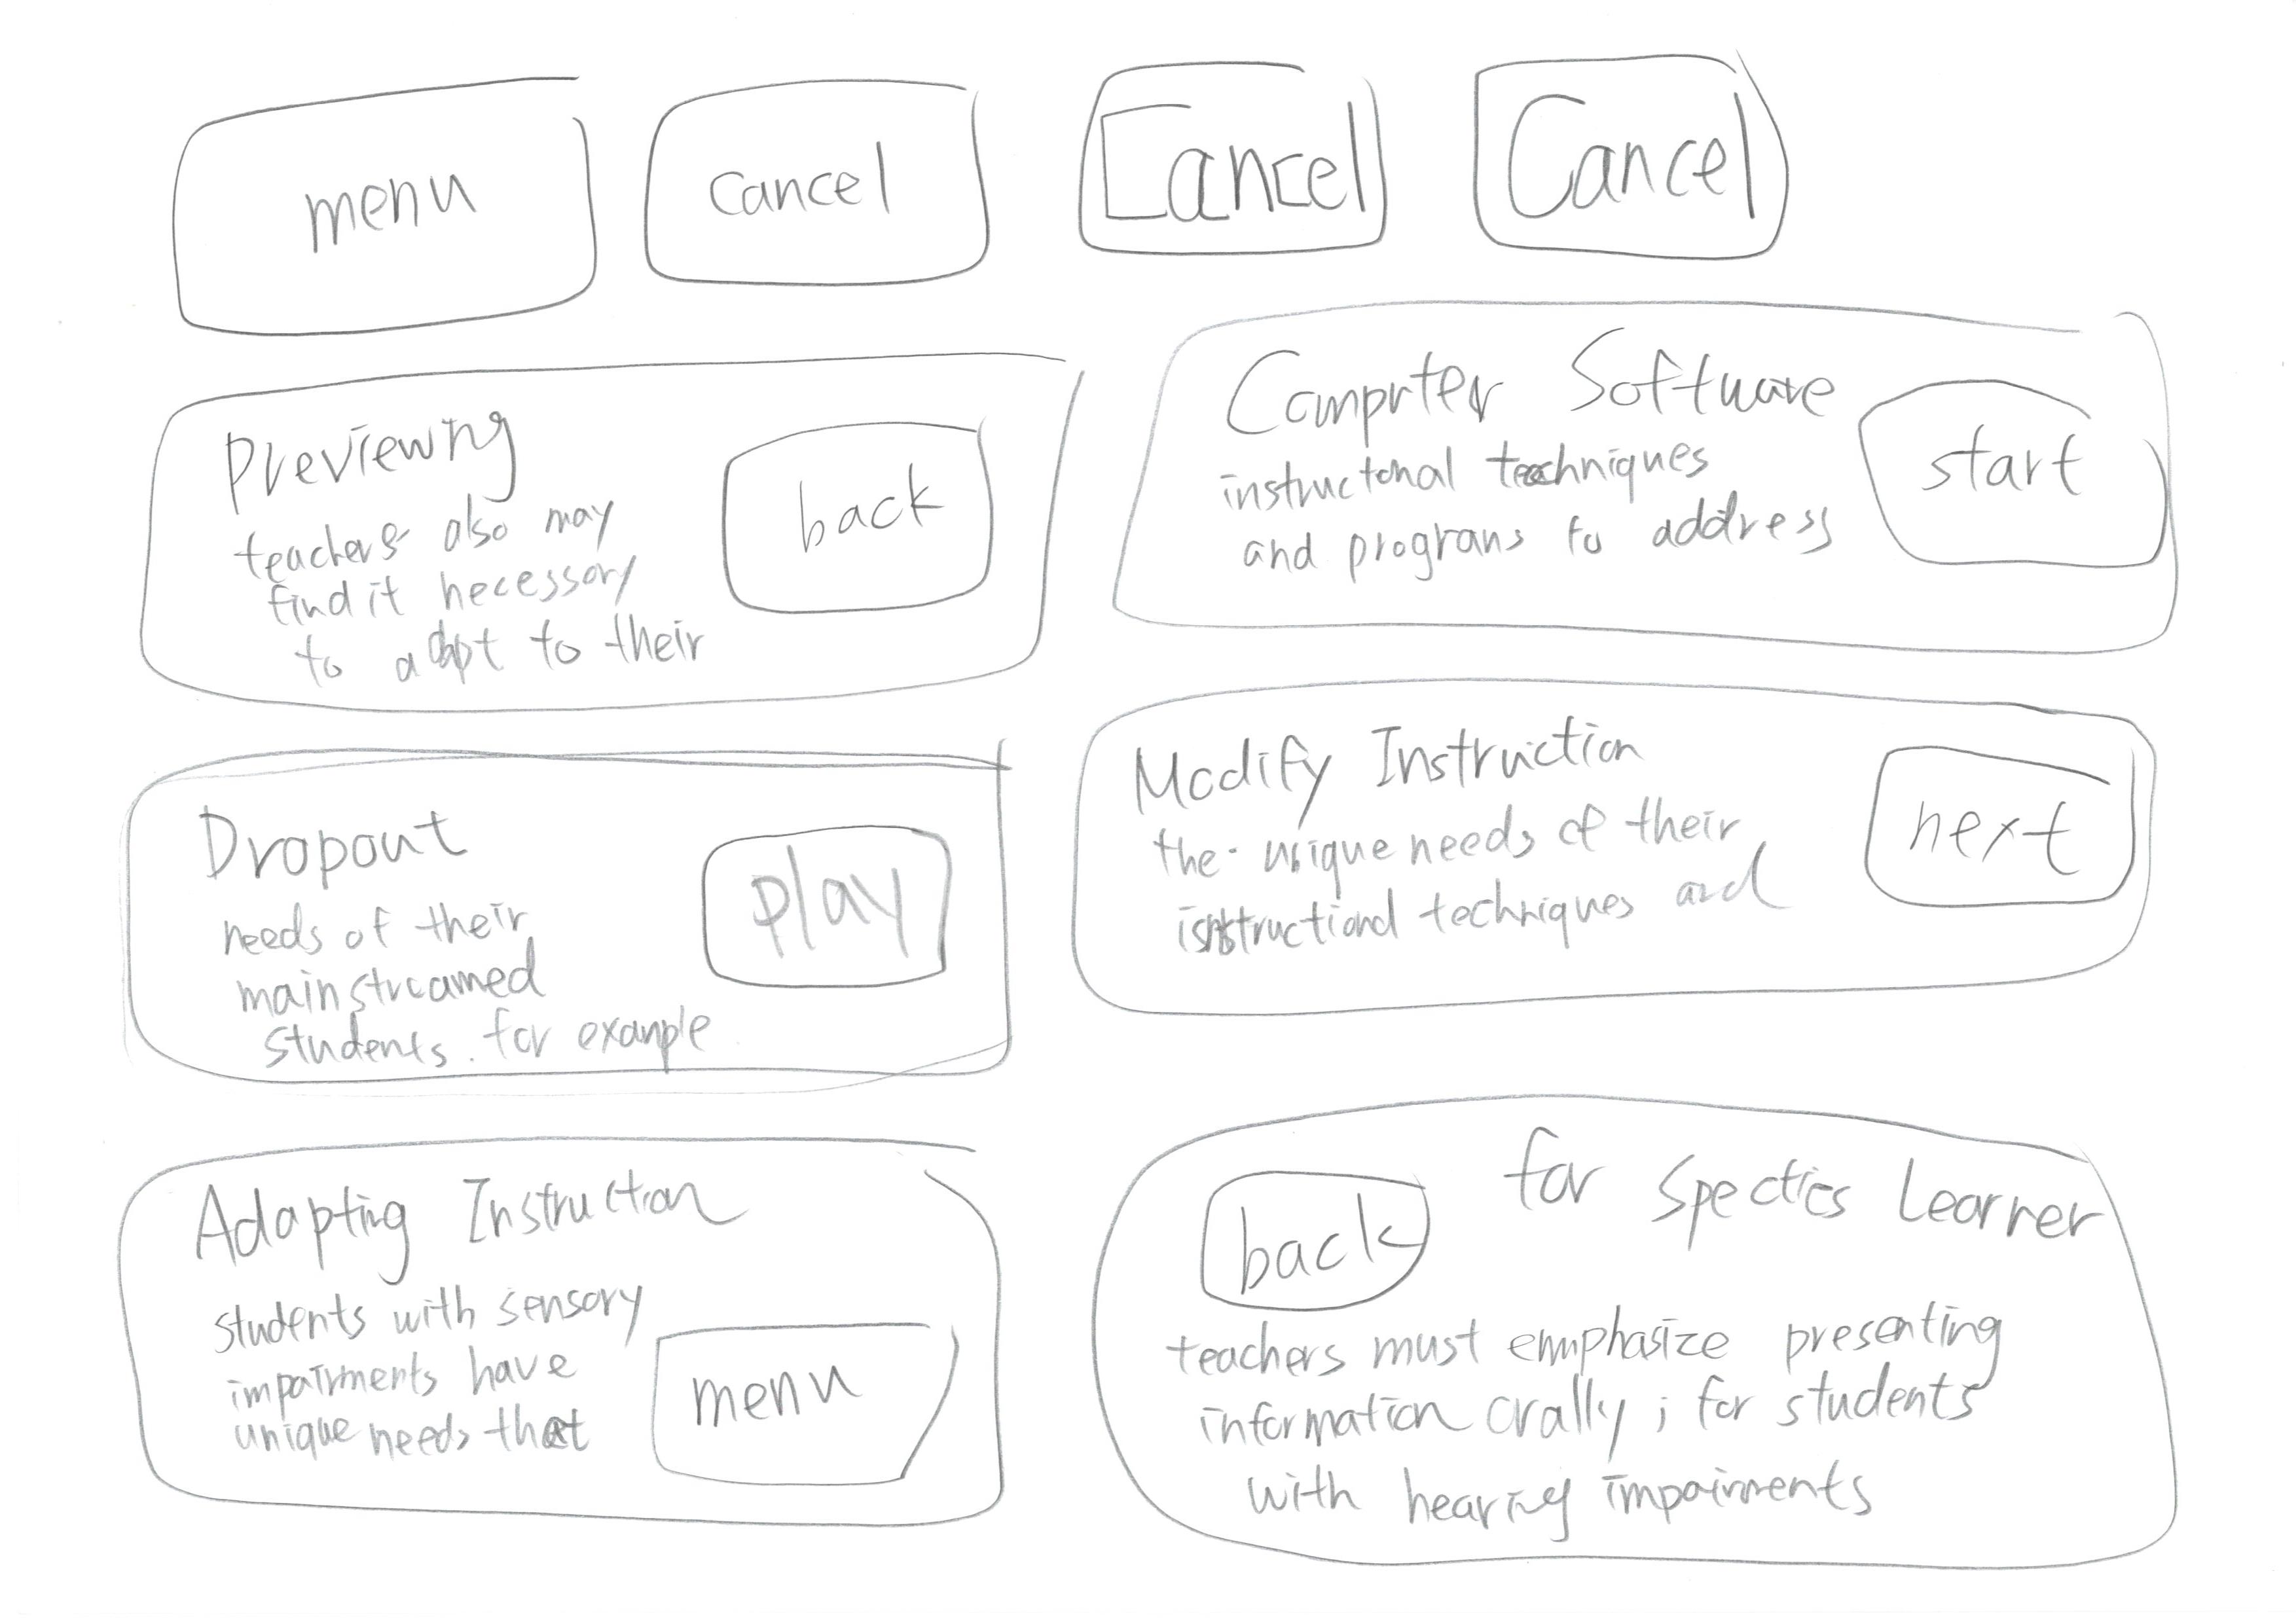 menu
cancel
Cancel
Cancel
Previewing
teachers also may
find it necessary
to adapt to their
back
Computer Software
instructional techniques
and programs to address
start
Dropout
needs of their
mainstreamed
students. for example
play
Modify Instruction
the unique needs of their
instructional techniques and
next
Adapting Instruction
students with sensory
impairments have
unique needs that
menu
back
for Learner
teachers must emphasize presenting
information orally; for students
with hearing impairments